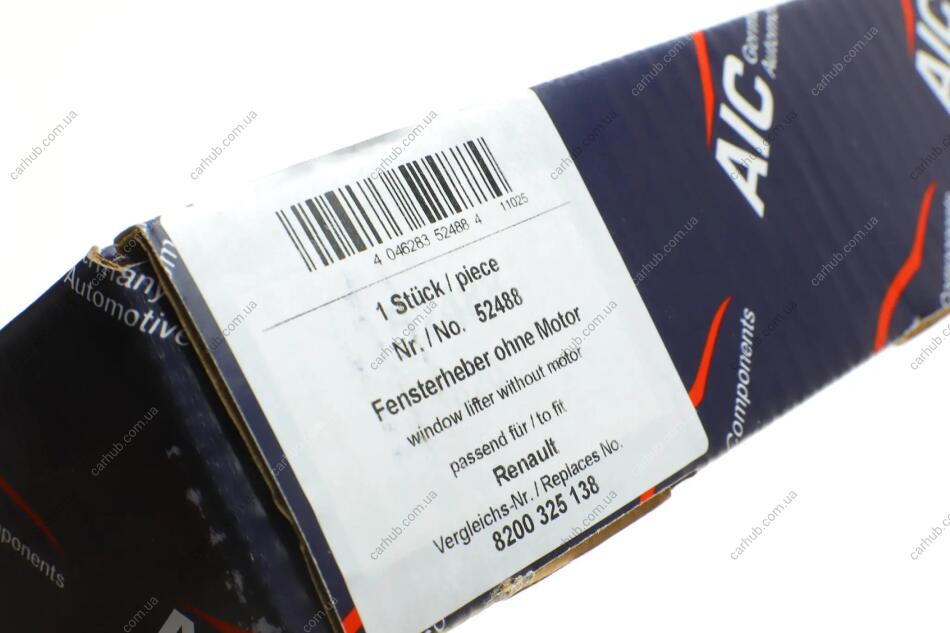 4 046283 52488 4 11025
1 Stück / piece
Nr. / No. 52488
Fensterheber ohne Motor
window lifter without motor
passend für / to fit
Renault
Vergleichs-Nr. / Replaces No.
8200 325 138
AIC
AIC
Components
Automotive
carhub.com.ua